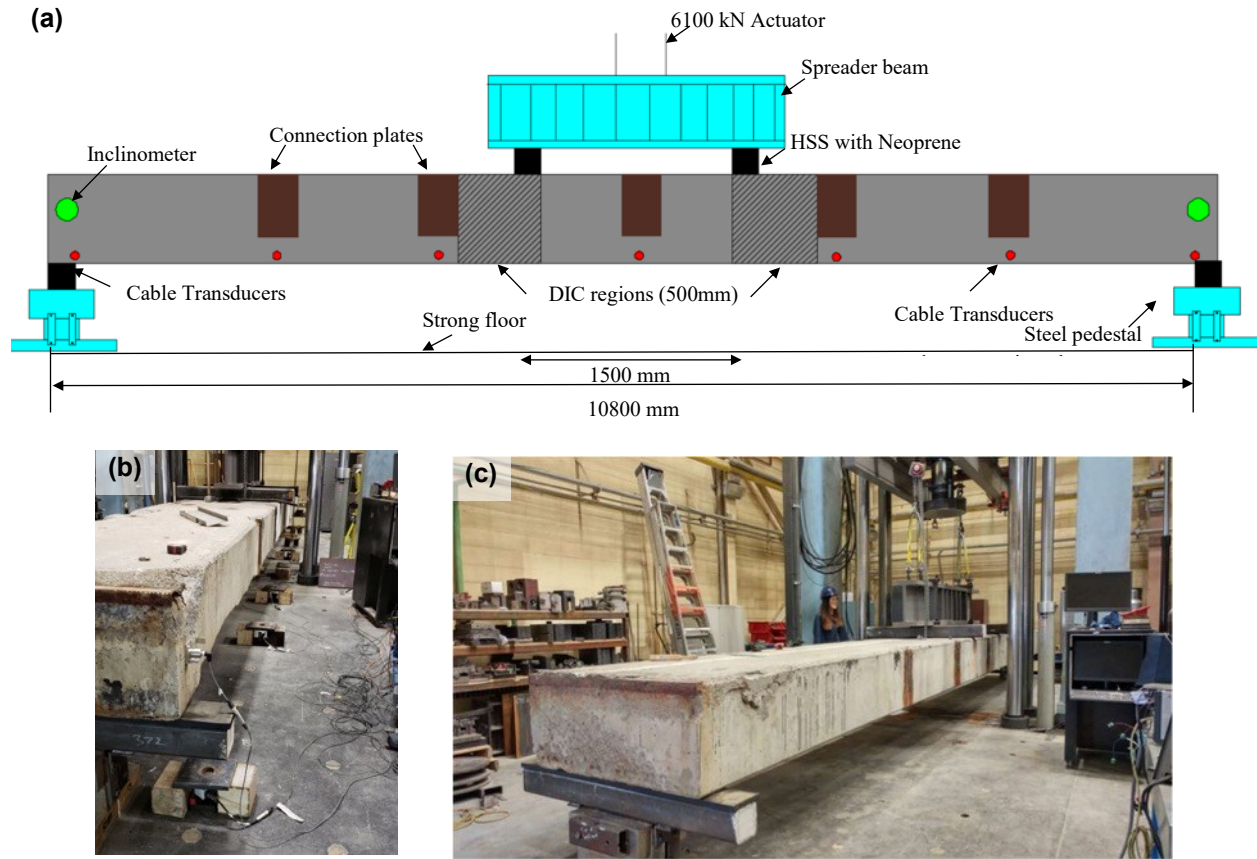 (a)
6100 kN Actuator
Spreader beam
Connection plates
HSS with Neoprene
Inclinometer
Cable Transducers
DIC regions (500mm)
Cable Transducers
Strong floor
Steel pedestal
1500 mm
10800 mm
(b)
(c)
372